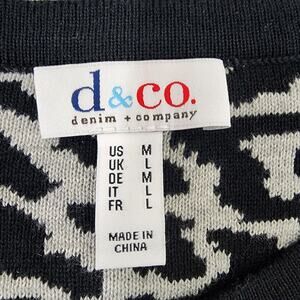 d&co.
denim + company
US M
UK L
DE M
IT L
FR L
MADE IN
CHINA